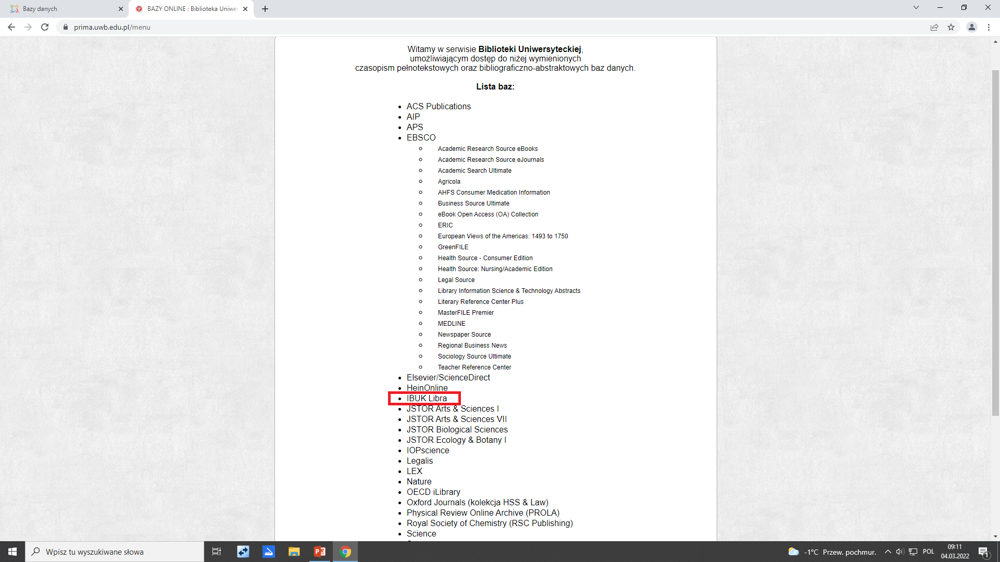 Bazy danych
BAZY ONLINE : Biblioteka Uniwer
prima.uwb.edu.pl/menu
Witamy w serwisie Biblioteki Uniwersyteckiej,
umożliwiającym dostęp do niżej wymienionych
czasopism pełnotekstowych oraz bibliograficzno-abstraktowych baz danych.
Lista baz:
ACS Publications
AIP
APS
EBSCO
Academic Research Source eBooks
Academic Research Source eJournals
Academic Search Ultimate
Agricola
AHFS Consumer Medication Information
Business Source Ultimate
eBook Open Access (OA) Collection
ERIC
European Views of the Americas: 1493 to 1750
GreenFILE
Health Source - Consumer Edition
Health Source: Nursing/Academic Edition
Legal Source
Library Information Science & Technology Abstracts
Literary Reference Center Plus
MasterFILE Premier
MEDLINE
Newspaper Source
Regional Business News
Sociology Source Ultimate
Teacher Reference Center
Elsevier/ScienceDirect
HeinOnline
IBUK Libra
JSTOR Arts & Sciences I
JSTOR Arts & Sciences VII
JSTOR Biological Sciences
JSTOR Ecology & Botany I
IOPscience
Legalis
LEX
Nature
OECD iLibrary
Oxford Journals (kolekcja HSS & Law)
Physical Review Online Archive (PROLA)
Royal Society of Chemistry (RSC Publishing)
Science
Wpisz tu wyszukiwane słowa
-1°C Przew. pochmur.
POL
09:11
04.03.2022
1